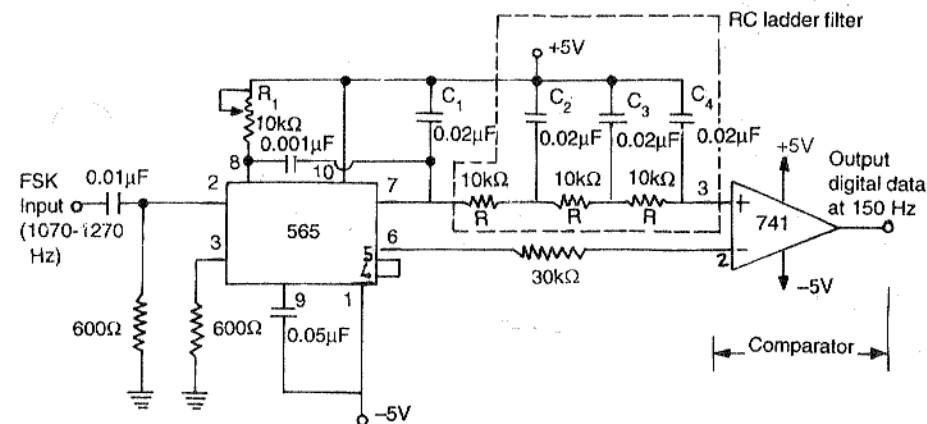 RC ladder filter
+5V
R1
10kΩ
0.001μF
C1
0.02μF
C2
0.02μF
C3
0.02μF
C4
0.02μF
+5V
Output
digital data
at 150 Hz
FSK
Input
(1070-1270
Hz)
0.01μF
8
10
2
7
3
565
6
5
4
9
1
10kΩ
R
10kΩ
R
10kΩ
R
3
+
741
2
−
30kΩ
−5V
600Ω
600Ω
0.05μF
Comparator
−5V